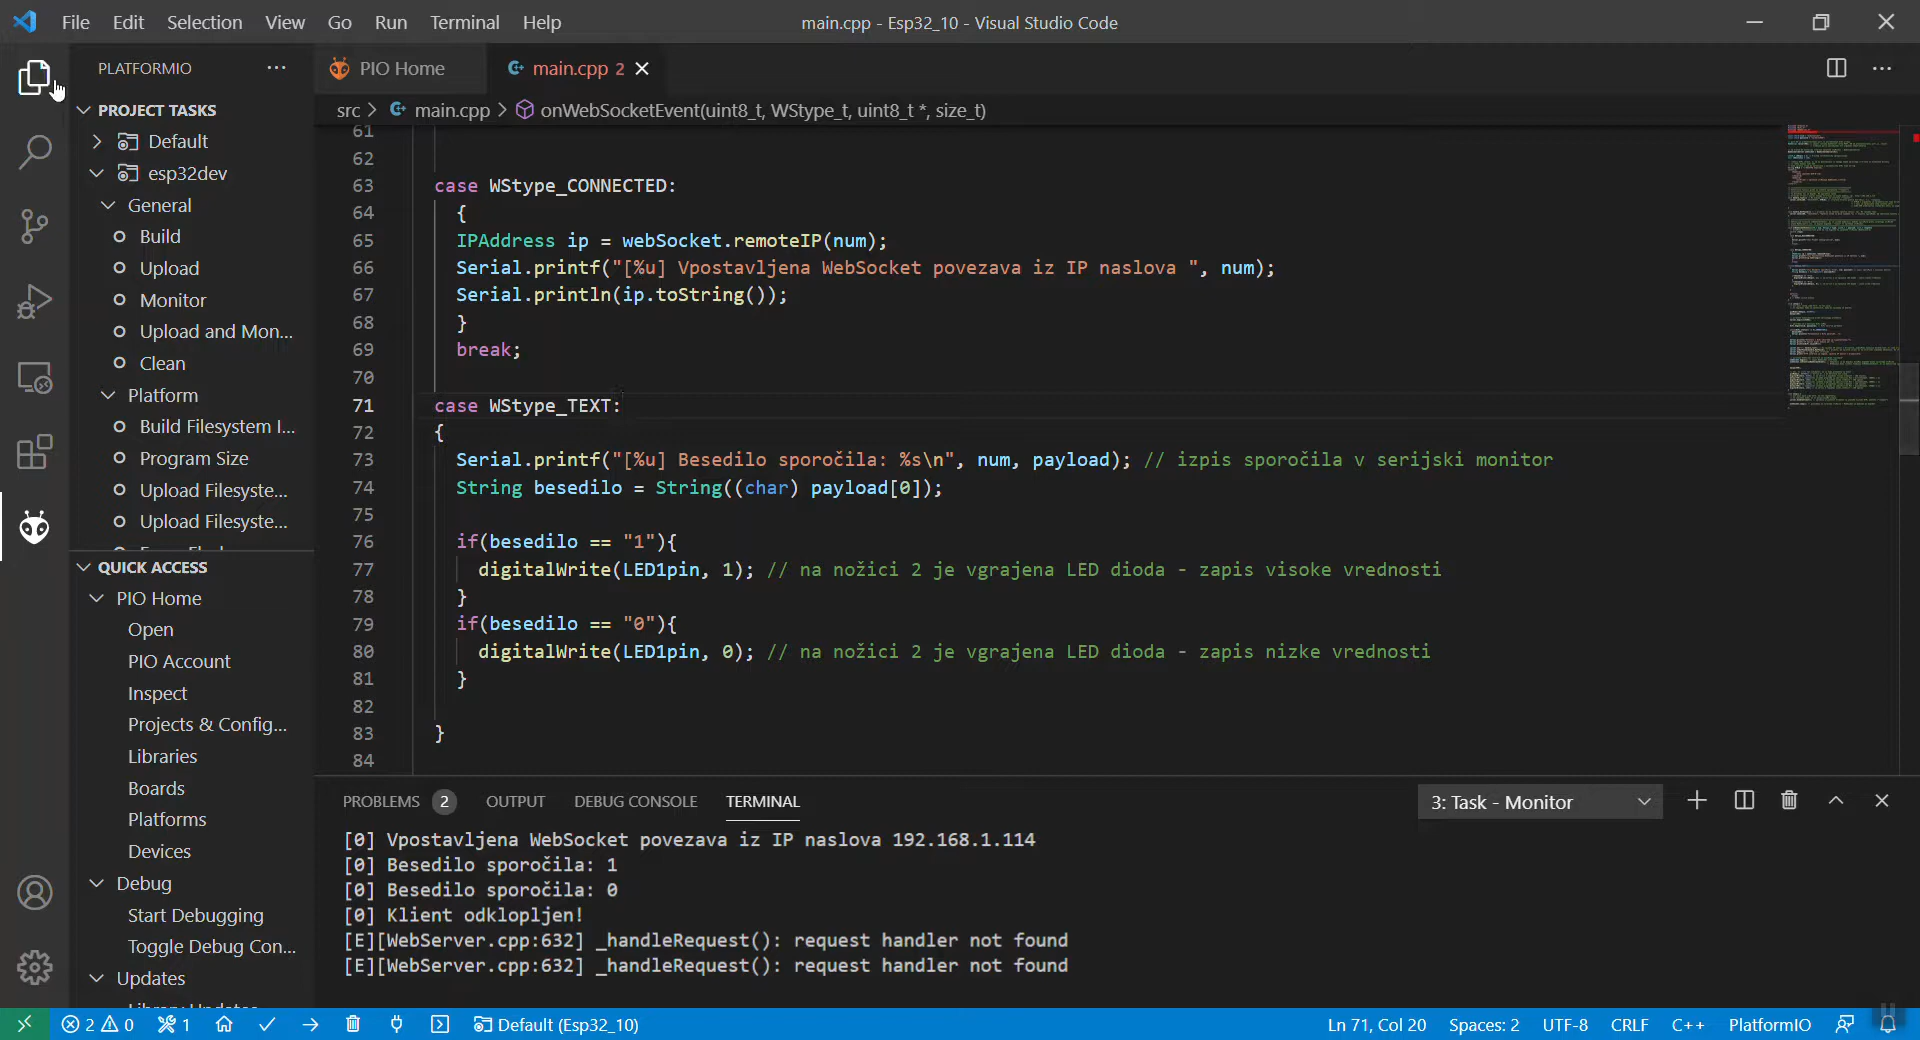 File Edit Selection View Go Run Terminal Help
main.cpp - Esp32_10 - Visual Studio Code
PLATFORMIO
PROJECT TASKS
Default
esp32dev
General
Build
Upload
Monitor
Upload and Mon...
Clean
Platform
Build Filesystem I...
Program Size
Upload Filesyste...
Upload Filesyste...
QUICK ACCESS
PIO Home
Open
PIO Account
Inspect
Projects & Config...
Libraries
Boards
Platforms
Devices
Debug
Start Debugging
Toggle Debug Con...
Updates
PIO Home
main.cpp 2
src > main.cpp > onWebSocketEvent(uint8_t, WStype_t, uint8_t *, size_t)
61
62
63 case WStype_CONNECTED:
64 {
65 IPAddress ip = webSocket.remoteIP(num);
66 Serial.printf("[%u] Vpostavljena WebSocket povezava iz IP naslova ", num);
67 Serial.println(ip.toString());
68 }
69 break;
70
71 case WStype_TEXT:
72 {
73 Serial.printf("[%u] Besedilo sporočila: %s\n", num, payload); // izpis sporočila v serijski monitor
74 String besedilo = String((char) payload[0]);
75
76 if(besedilo == "1"){
77 digitalWrite(LED1pin, 1); // na nožici 2 je vgrajena LED dioda - zapis visoke vrednosti
78 }
79 if(besedilo == "0"){
80 digitalWrite(LED1pin, 0); // na nožici 2 je vgrajena LED dioda - zapis nizke vrednosti
81 }
82
83 }
84
PROBLEMS 2 OUTPUT DEBUG CONSOLE TERMINAL
3: Task - Monitor
[0] Vpostavljena WebSocket povezava iz IP naslova 192.168.1.114
[0] Besedilo sporočila: 1
[0] Besedilo sporočila: 0
[0] Klient odklopljen!
[E][WebServer.cpp:632] _handleRequest(): request handler not found
[E][WebServer.cpp:632] _handleRequest(): request handler not found
2 0 1 Default (Esp32_10)
Ln 71, Col 20 Spaces: 2 UTF-8 CRLF C++ PlatformIO